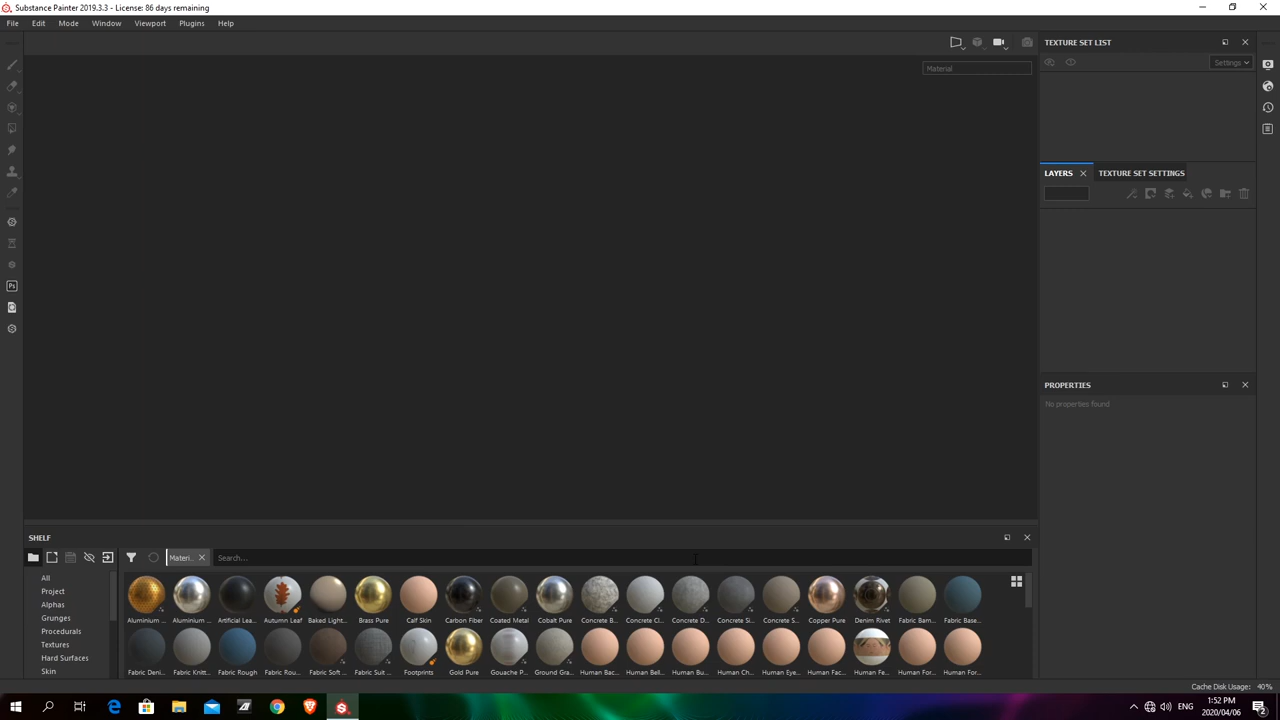 Substance Painter 2019.3.3 - License: 86 days remaining
File Edit Mode Window Viewport Plugins Help
Material
TEXTURE SET LIST
Settings
LAYERS TEXTURE SET SETTINGS
PROPERTIES
No properties found
Ps
SHELF
Materi... Search...
All
Project
Alphas
Grunges
Procedurals
Textures
Hard Surfaces
Skin
Aluminium ... Aluminium ... Artificial Lea... Autumn Leaf Baked Light... Brass Pure Calf Skin Carbon Fiber Coated Metal Cobalt Pure Concrete B... Concrete Cl... Concrete D... Concrete Si... Concrete S... Copper Pure Denim Rivet Fabric Bam... Fabric Base...
Fabric Deni... Fabric Knitt... Fabric Rough Fabric Rou... Fabric Soft ... Fabric Suit ... Footprints Gold Pure Gouache P... Ground Gra... Human Bac... Human Bell... Human Bu... Human Ch... Human Eye... Human Fac... Human Fe... Human For... Human For...
Cache Disk Usage: 40%
ENG
1:52 PM
2020/04/06
2